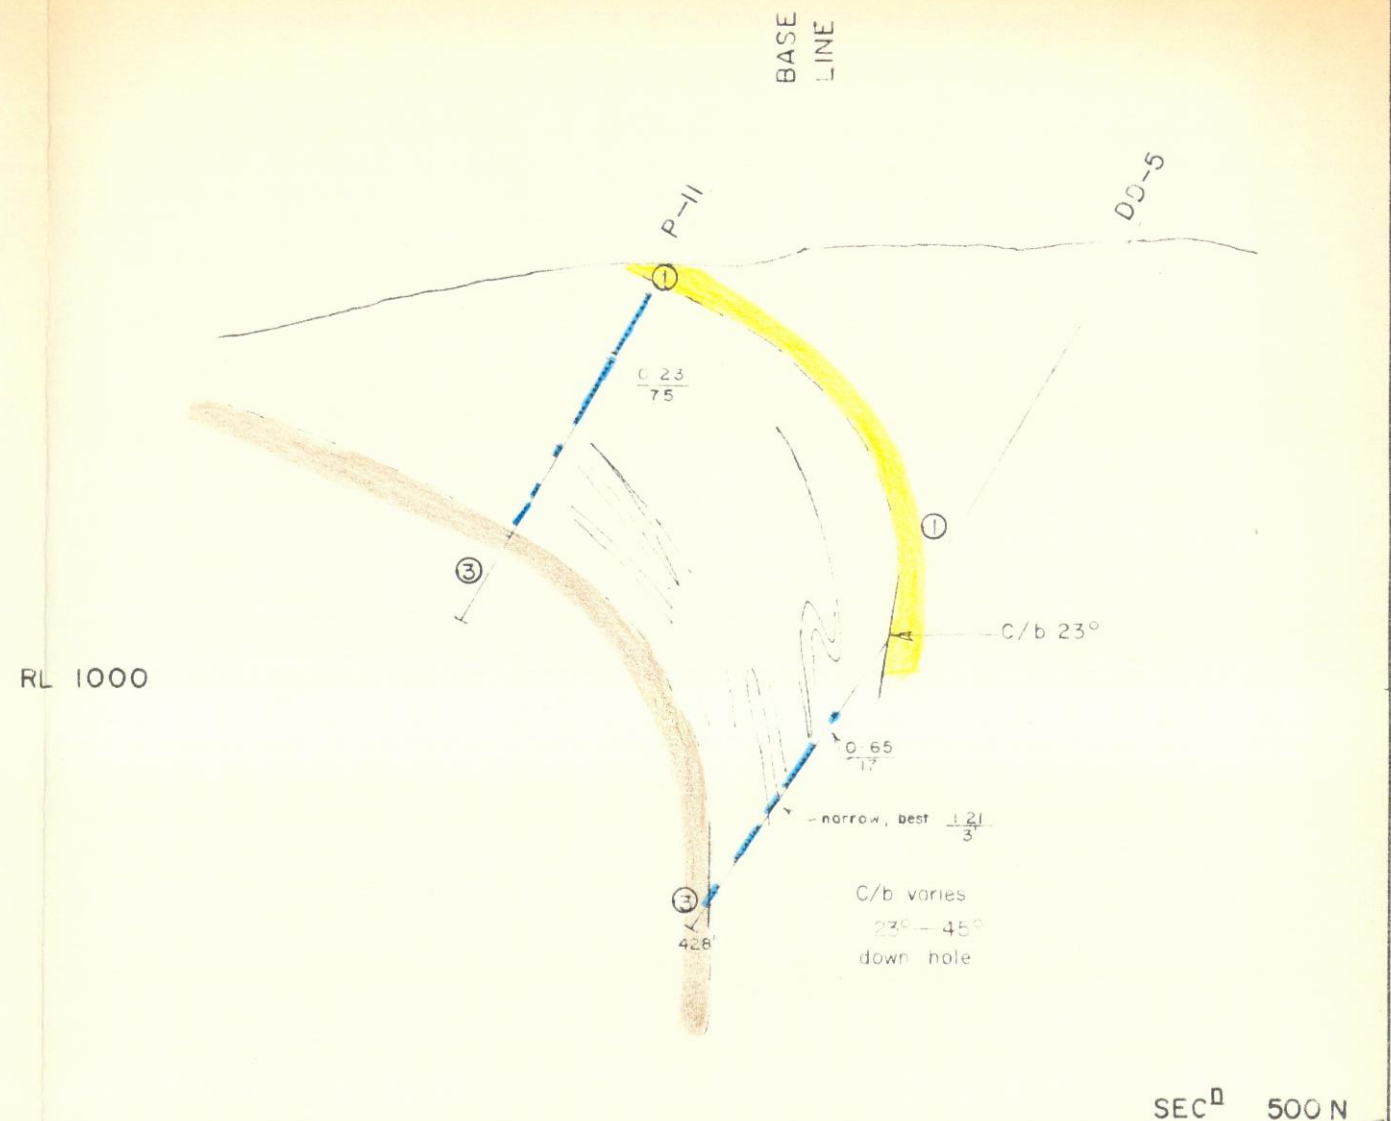 BASE
LINE
P-11
DD-5
1
0 23
75
1
3
C/b 23°
RL 1000
0 65
17
-narrow, best 1 21
3'
3
428'
C/b varies
23° - 45°
down hole
SECn 500 N